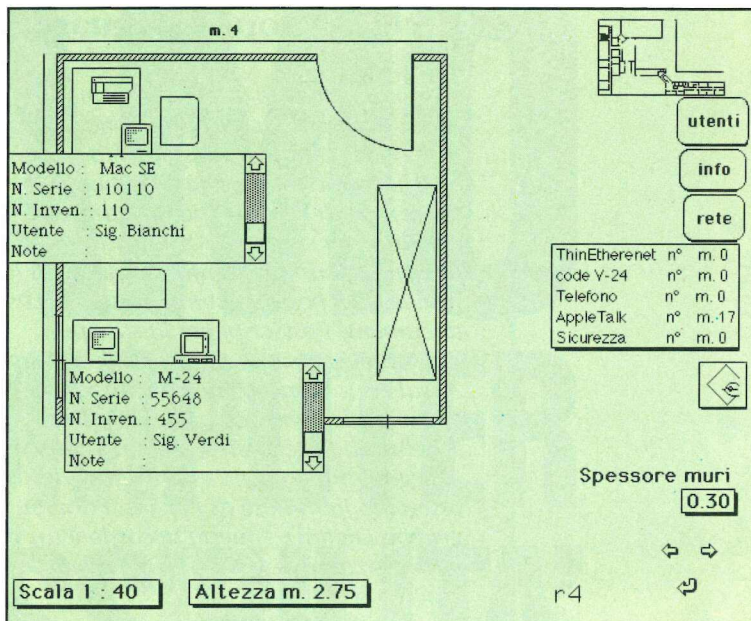 m. 4
utenti
info
rete
Modello : Mac SE
N. Serie : 110110
N. Inven. : 110
Utente : Sig. Bianchi
Note :
ThinEtherenet n° m. 0
code V-24 n° m. 0
Telefono n° m. 0
AppleTalk n° m. 17
Sicurezza n° m. 0
Modello : M-24
N. Serie : 55648
N. Inven. : 455
Utente : Sig. Verdi
Note :
Spessore muri
0.30
Scala 1 : 40
Altezza m. 2.75
r4